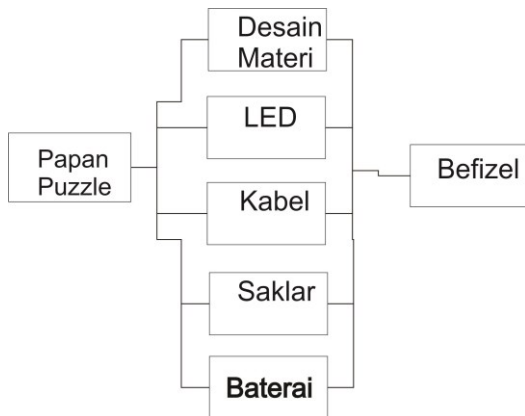 Papan
Puzzle
Desain
Materi
LED
Kabel
Saklar
Baterai
Befizel